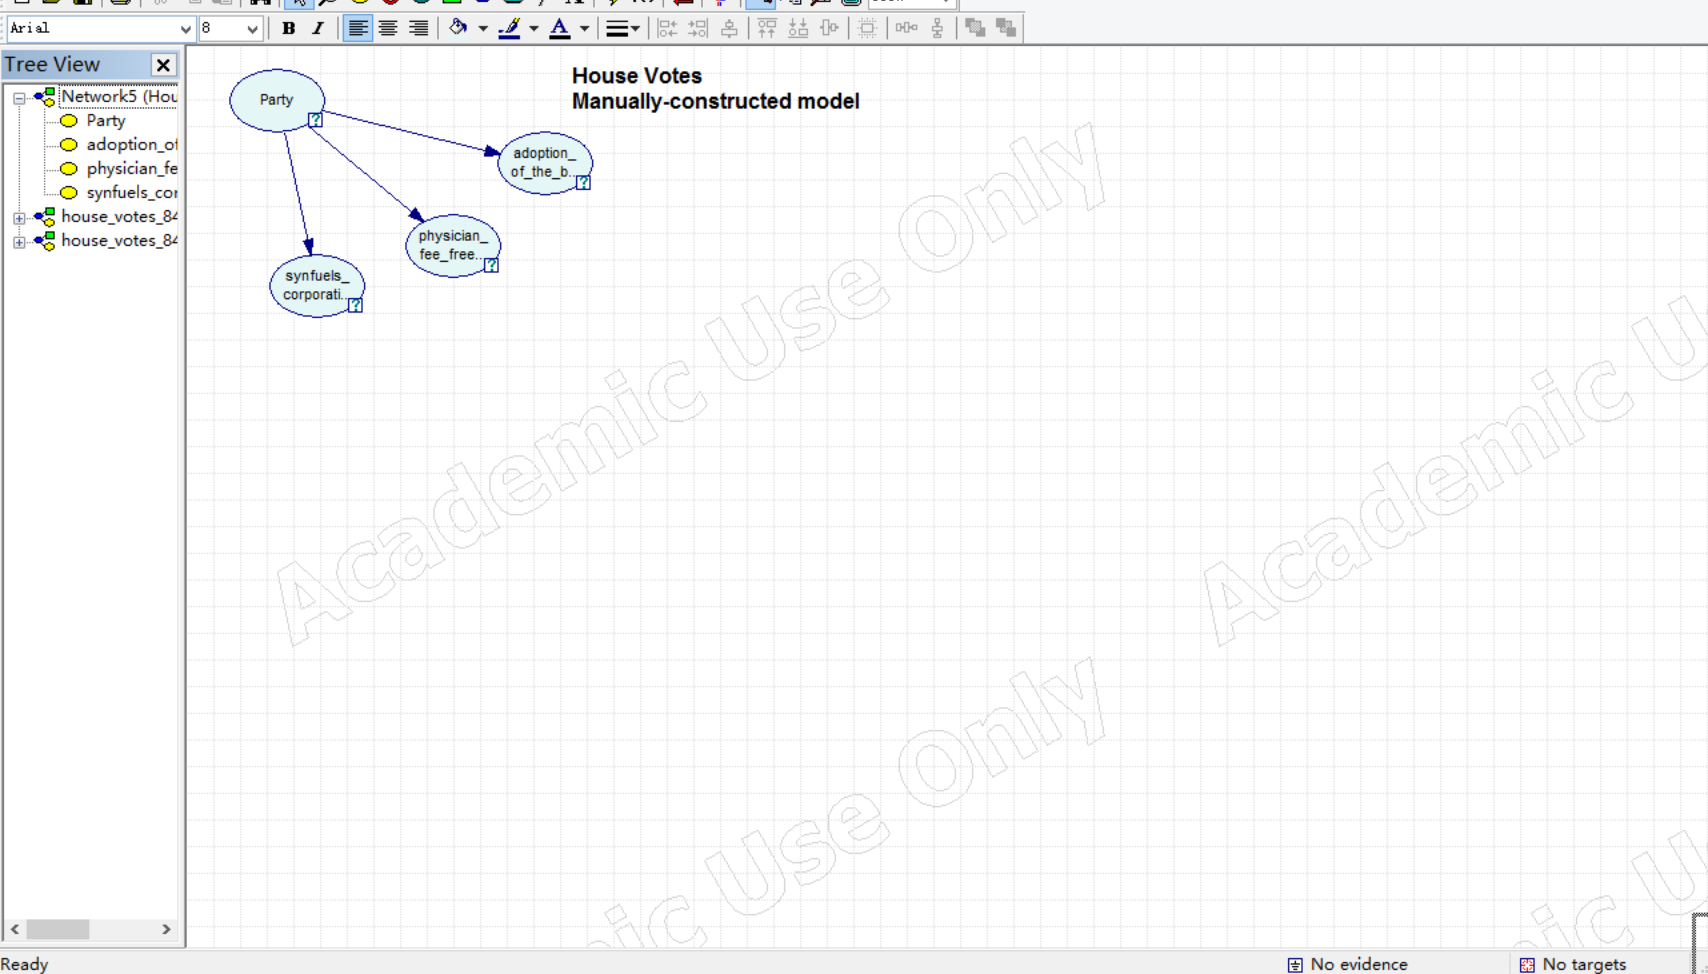 Arial
8
B
I
A
Tree View
Network5 (Hou
Party
adoption_of
physician_fe
synfuels_cor
house_votes_84
house_votes_84
House Votes
Manually-constructed model
Party
?
adoption_
of_the_b...
?
physician_
fee_free...
?
synfuels_
corporati...
?
Academic Use Only
Academic U
Use Only
Ready
No evidence
No targets